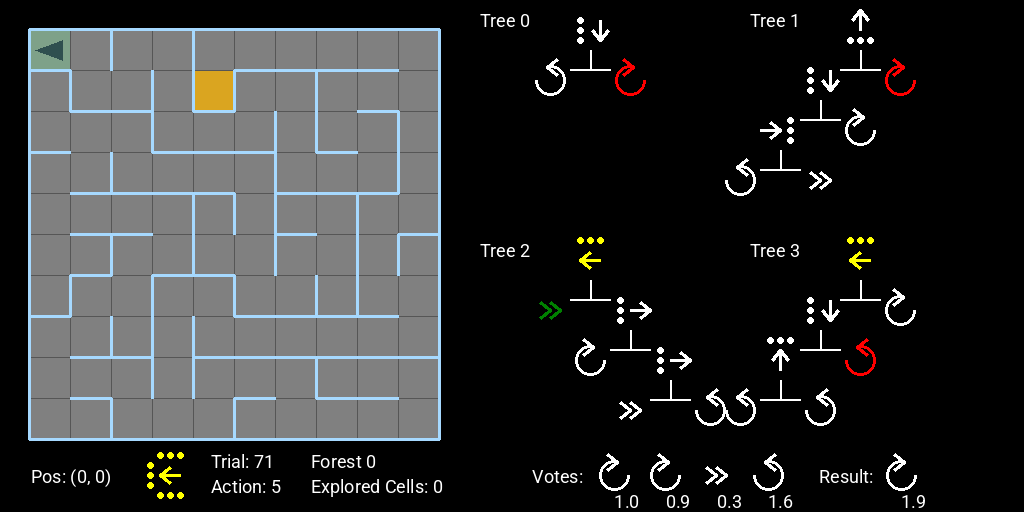 Tree 0
Tree 1
Tree 2
Tree 3
Pos: (0, 0)
Trial: 71
Forest 0
Action: 5
Explored Cells: 0
Votes:
Result:
1.0
0.9
0.3
1.6
1.9